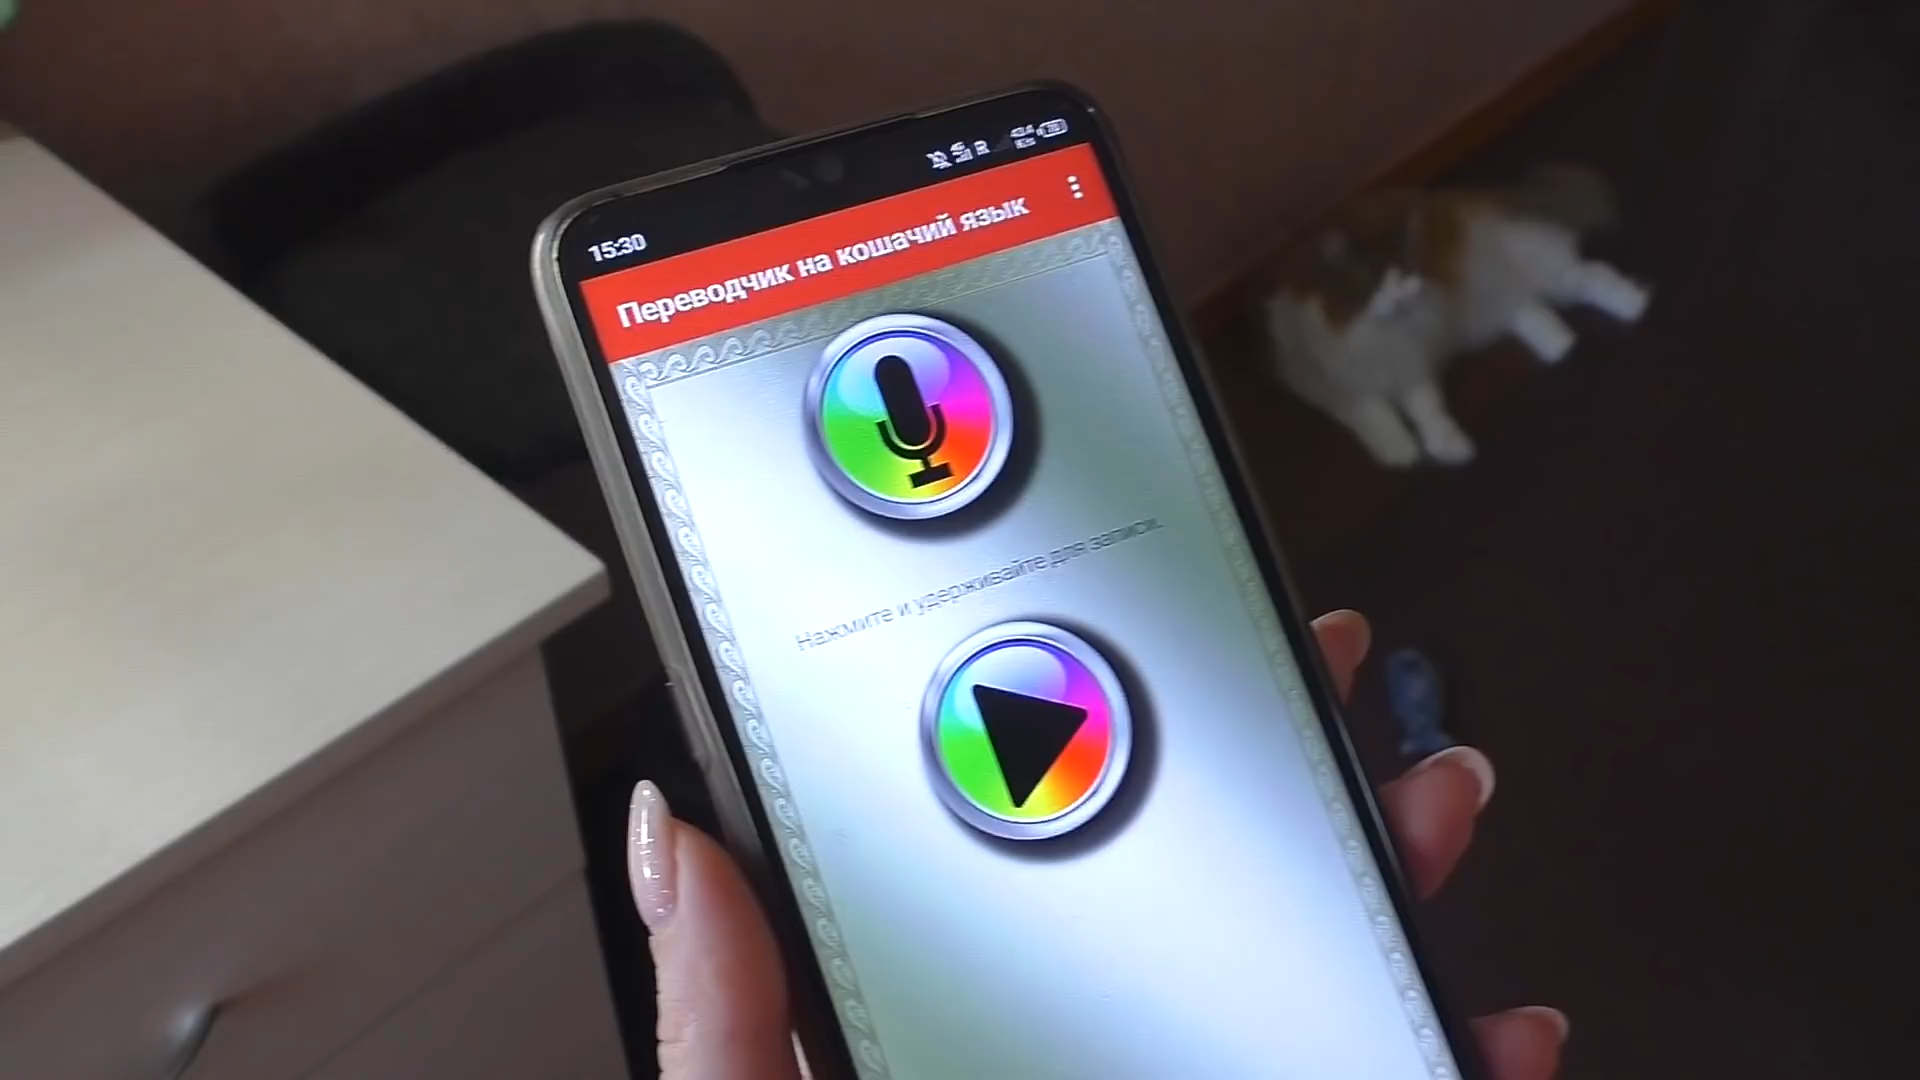 15:30
R
Переводчик на кошачий язык
Нажмите и удерживайте для записи.